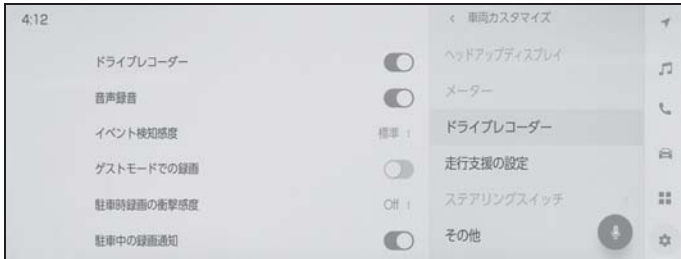 4:12
ドライブレコーダー
音声録音
イベント検知感度 標準
ゲストモードでの録画
駐車時録画の衝撃感度 Off
駐車中の録画通知
< 車両カスタマイズ
ヘッドアップディスプレイ
メーター
ドライブレコーダー
走行支援の設定
ステアリングスイッチ
その他